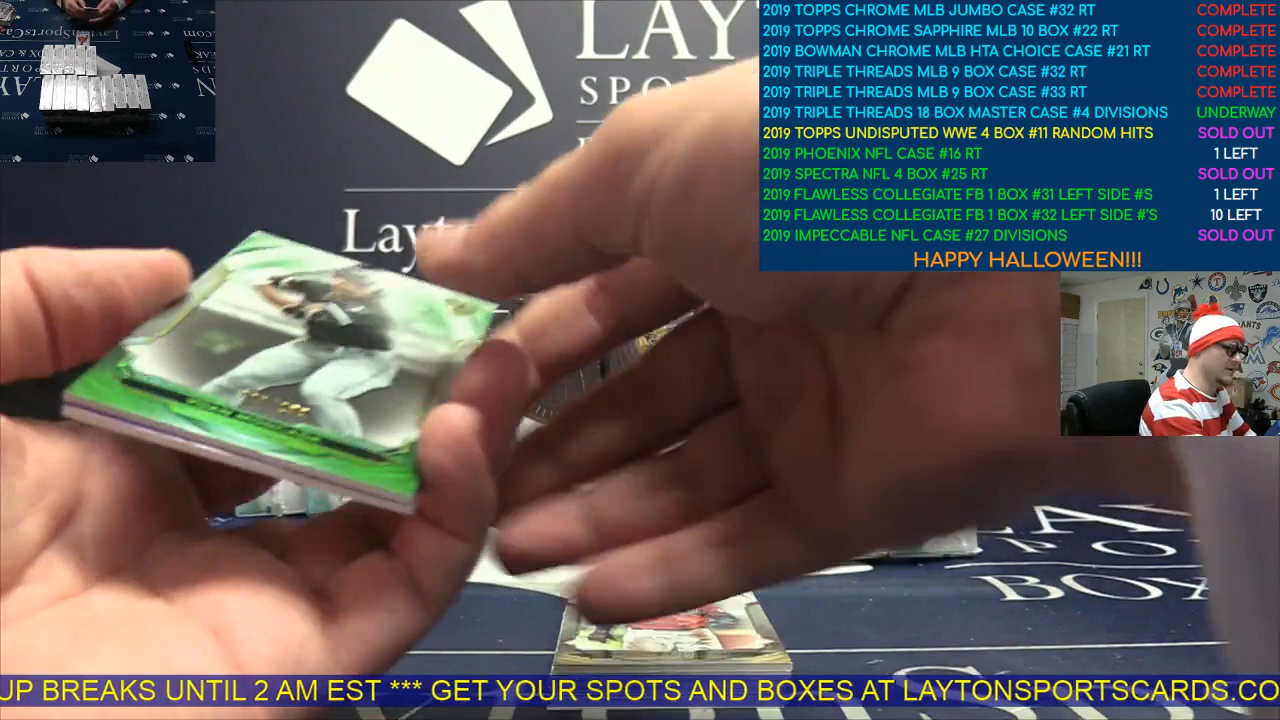 LAYTON
SPOR
Layt
2019 TOPPS CHROME MLB JUMBO CASE #32 RT COMPLETE
2019 TOPPS CHROME SAPPHIRE MLB 10 BOX #22 RT COMPLETE
2019 BOWMAN CHROME MLB HTA CHOICE CASE #21 RT COMPLETE
2019 TRIPLE THREADS MLB 9 BOX CASE #32 RT COMPLETE
2019 TRIPLE THREADS MLB 9 BOX CASE #33 RT COMPLETE
2019 TRIPLE THREADS 18 BOX MASTER CASE #4 DIVISIONS UNDERWAY
2019 TOPPS UNDISPUTED WWE 4 BOX #11 RANDOM HITS SOLD OUT
2019 PHOENIX NFL CASE #16 RT 1 LEFT
2019 SPECTRA NFL 4 BOX #25 RT SOLD OUT
2019 FLAWLESS COLLEGIATE FB 1 BOX #31 LEFT SIDE #S 1 LEFT
2019 FLAWLESS COLLEGIATE FB 1 BOX #32 LEFT SIDE #'S 10 LEFT
2019 IMPECCABLE NFL CASE #27 DIVISIONS SOLD OUT
HAPPY HALLOWEEN!!!
BOX
UP BREAKS UNTIL 2 AM EST *** GET YOUR SPOTS AND BOXES AT LAYTONSPORTSCARDS.CO